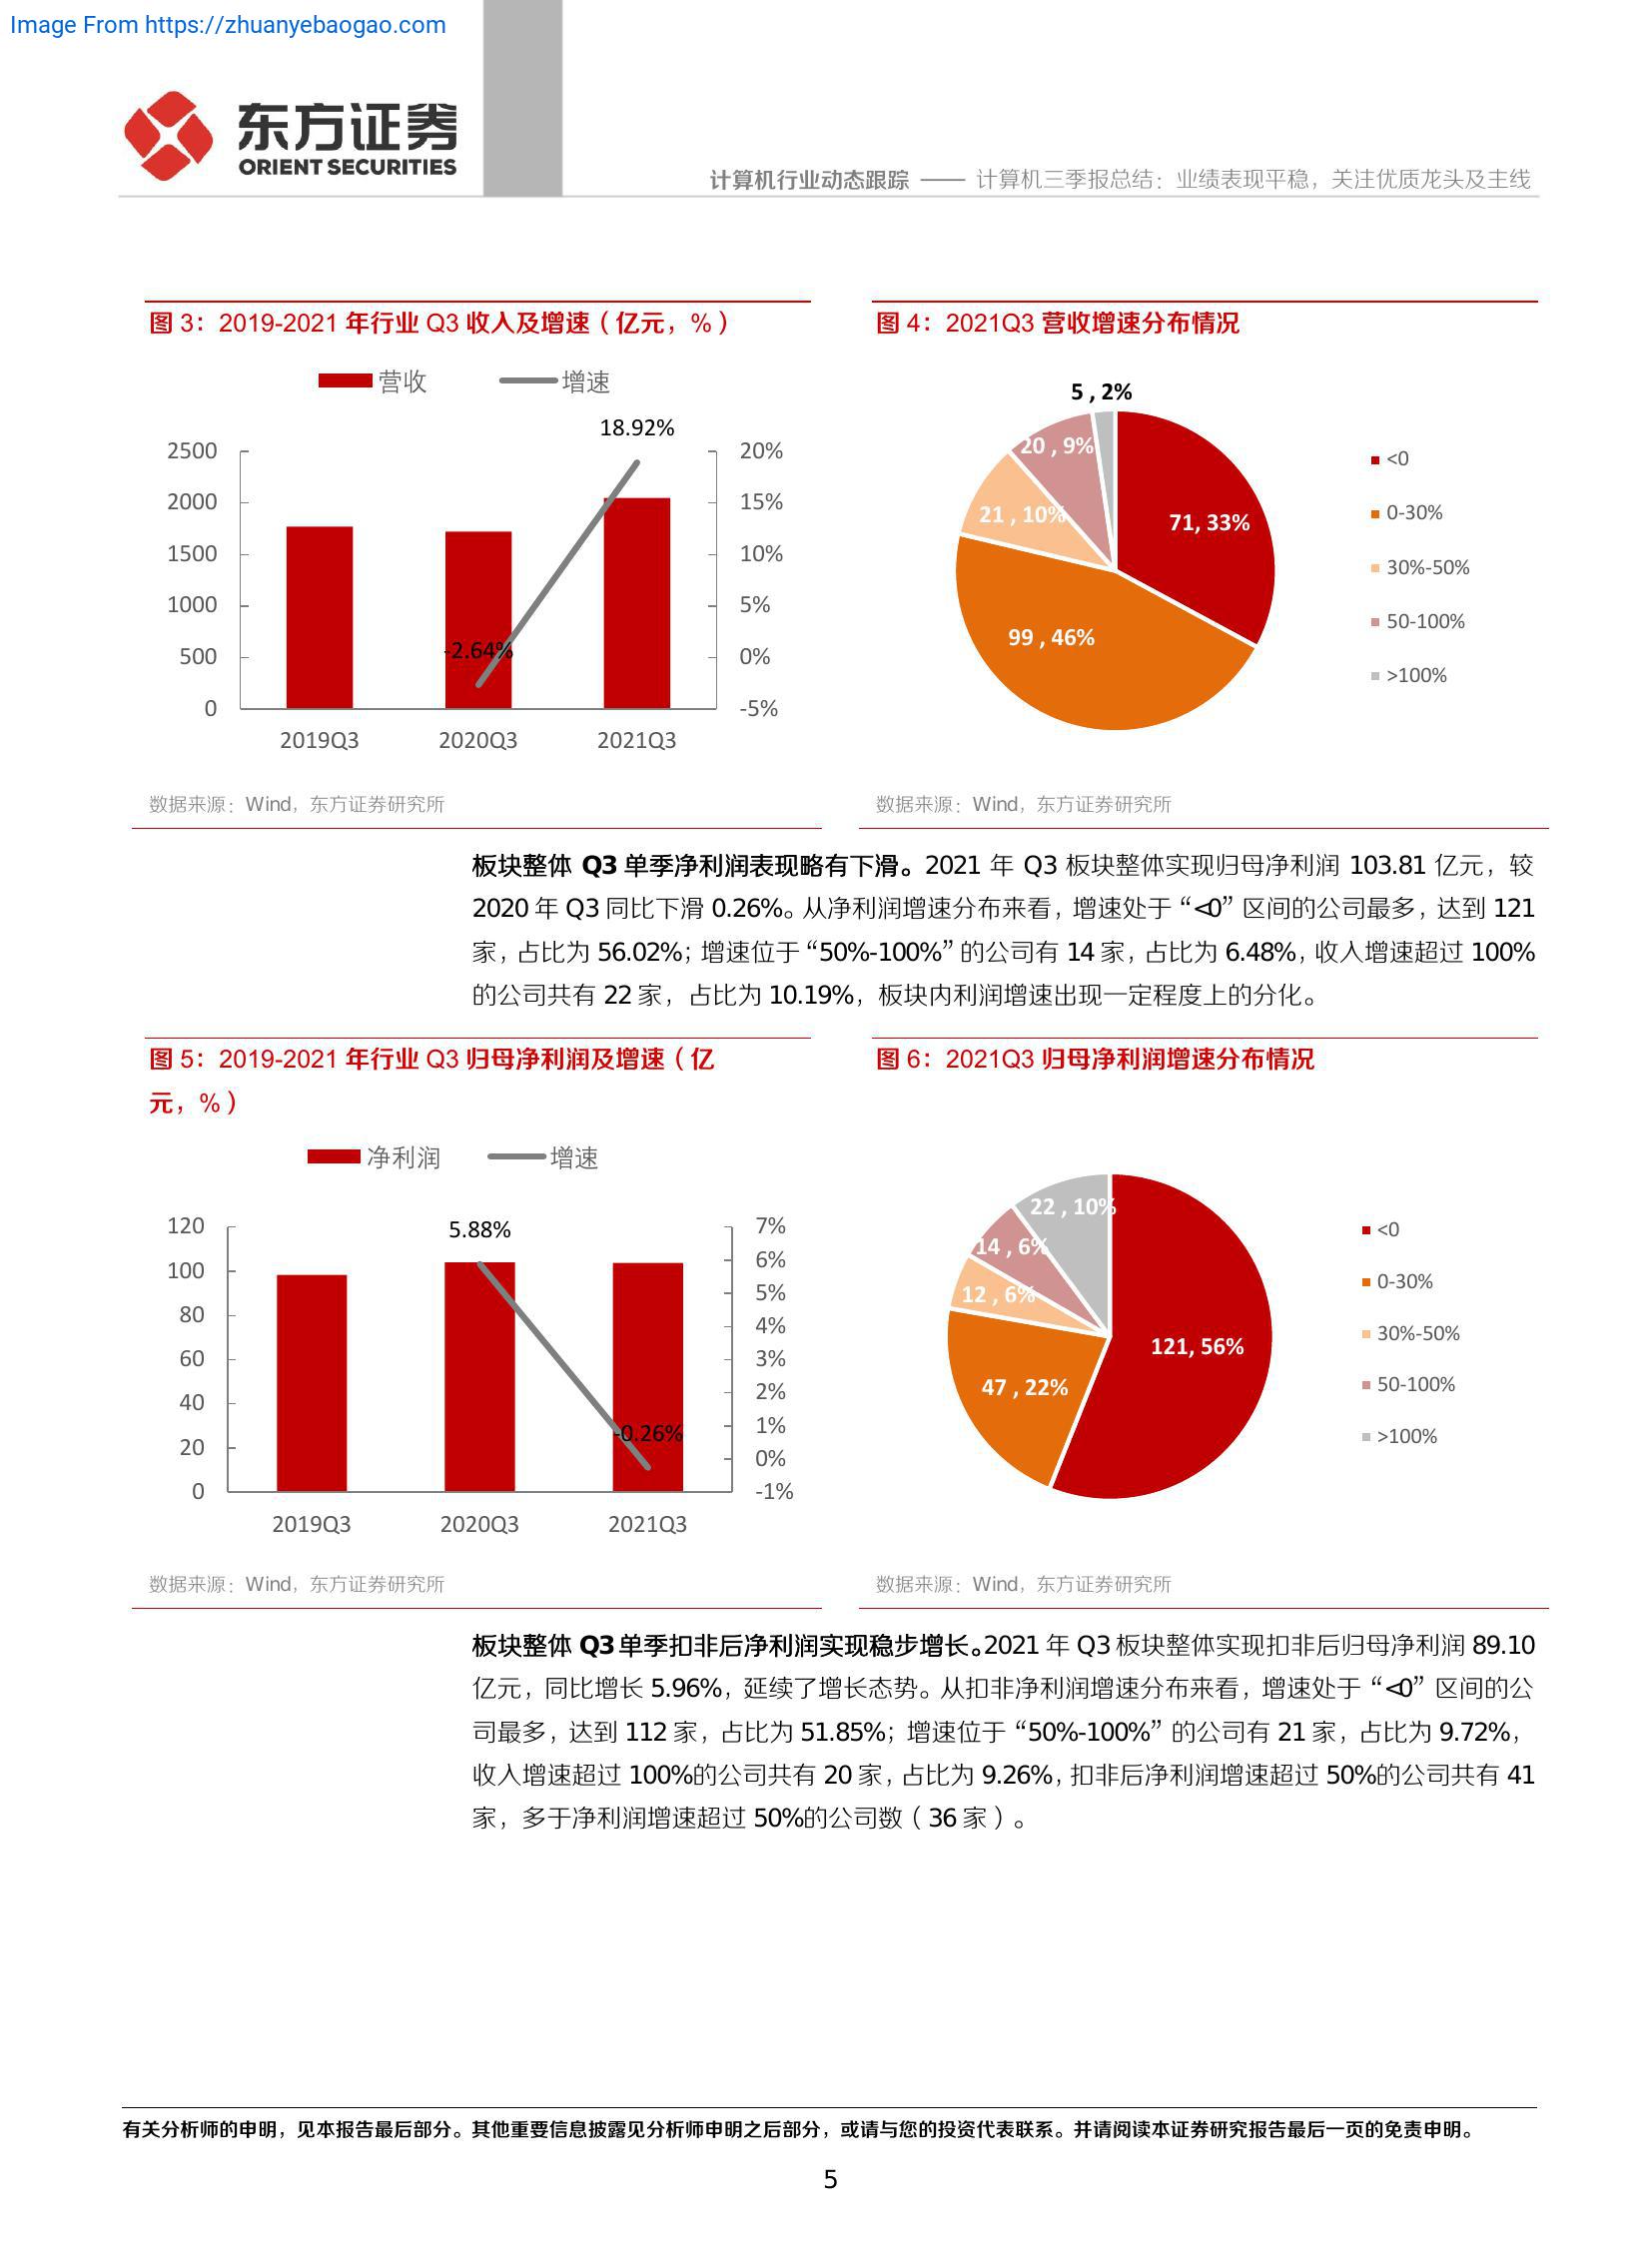 Image From https://zhuanyebaogao.com
东方证券
ORIENT SECURITIES
计算机行业动态跟踪 —— 计算机三季报总结：业绩表现平稳，关注优质龙头及主线
图 3：2019-2021 年行业 Q3 收入及增速（亿元，%）
营收 增速
18.92%
-2.64%
2500
2000
1500
1000
500
0
20%
15%
10%
5%
0%
-5%
2019Q3 2020Q3 2021Q3
数据来源：Wind，东方证券研究所
图 4：2021Q3 营收增速分布情况
5 , 2%
20 , 9%
21 , 10%
71, 33%
99 , 46%
<0
0-30%
30%-50%
50-100%
>100%
数据来源：Wind，东方证券研究所
板块整体 Q3 单季净利润表现略有下滑。2021 年 Q3 板块整体实现归母净利润 103.81 亿元，较
2020 年 Q3 同比下滑 0.26%。从净利润增速分布来看，增速处于“<0”区间的公司最多，达到 121
家，占比为 56.02%；增速位于“50%-100%”的公司有 14 家，占比为 6.48%，收入增速超过 100%
的公司共有 22 家，占比为 10.19%，板块内利润增速出现一定程度上的分化。
图 5：2019-2021 年行业 Q3 归母净利润及增速（亿
元，%）
净利润 增速
5.88%
-0.26%
120
100
80
60
40
20
0
7%
6%
5%
4%
3%
2%
1%
0%
-1%
2019Q3 2020Q3 2021Q3
数据来源：Wind，东方证券研究所
图 6：2021Q3 归母净利润增速分布情况
22 , 10%
14 , 6%
12 , 6%
121, 56%
47 , 22%
<0
0-30%
30%-50%
50-100%
>100%
数据来源：Wind，东方证券研究所
板块整体 Q3 单季扣非后净利润实现稳步增长。2021 年 Q3 板块整体实现扣非后归母净利润 89.10
亿元，同比增长 5.96%，延续了增长态势。从扣非净利润增速分布来看，增速处于“<0”区间的公
司最多，达到 112 家，占比为 51.85%；增速位于“50%-100%”的公司有 21 家，占比为 9.72%，
收入增速超过 100%的公司共有 20 家，占比为 9.26%，扣非后净利润增速超过 50%的公司共有 41
家，多于净利润增速超过 50%的公司数（36 家）。
有关分析师的申明，见本报告最后部分。其他重要信息披露见分析师申明之后部分，或请与您的投资代表联系。并请阅读本证券研究报告最后一页的免责申明。
5